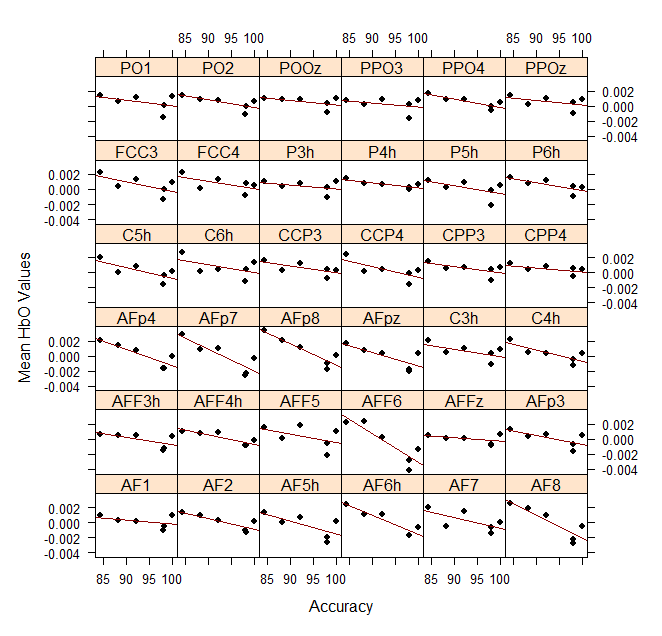 85 90 95 100 85 90 95 100 85 90 95 100
PO1 PO2 POOz PPO3 PPO4 PPOz
0.002
0.000
-0.002
-0.004
FCC3 FCC4 P3h P4h P5h P6h
0.002
0.000
-0.002
-0.004
C5h C6h CCP3 CCP4 CPP3 CPP4
0.002
0.000
-0.002
-0.004
AFp4 AFp7 AFp8 AFpz C3h C4h
0.002
0.000
-0.002
-0.004
AFF3h AFF4h AFF5 AFF6 AFFz AFp3
0.002
0.000
-0.002
-0.004
AF1 AF2 AF5h AF6h AF7 AF8
0.002
0.000
-0.002
-0.004
85 90 95 100 85 90 95 100 85 90 95 100
Mean HbO Values
Accuracy